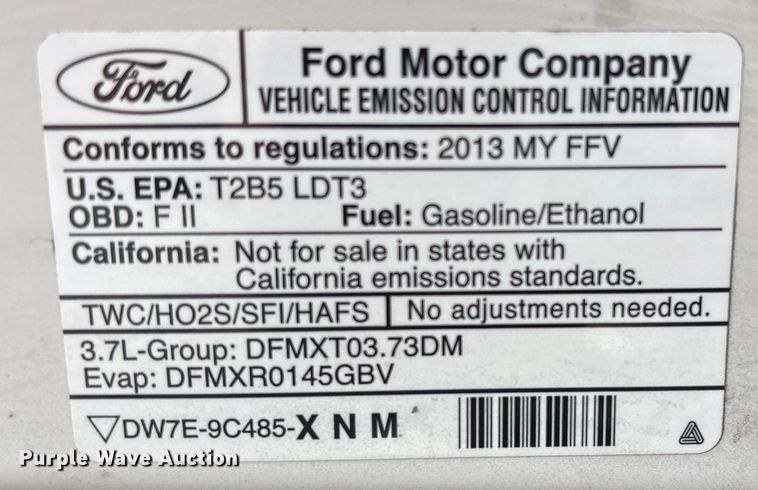 Ford
Ford Motor Company
VEHICLE EMISSION CONTROL INFORMATION
Conforms to regulations: 2013 MY FFV
U.S. EPA: T2B5 LDT3
OBD: F II Fuel: Gasoline/Ethanol
California: Not for sale in states with
California emissions standards.
TWC/HO2S/SFI/HAFS No adjustments needed.
3.7L-Group: DFMXT03.73DM
Evap: DFMXR0145GBV
DW7E-9C485-X N M
Purple Wave Auction